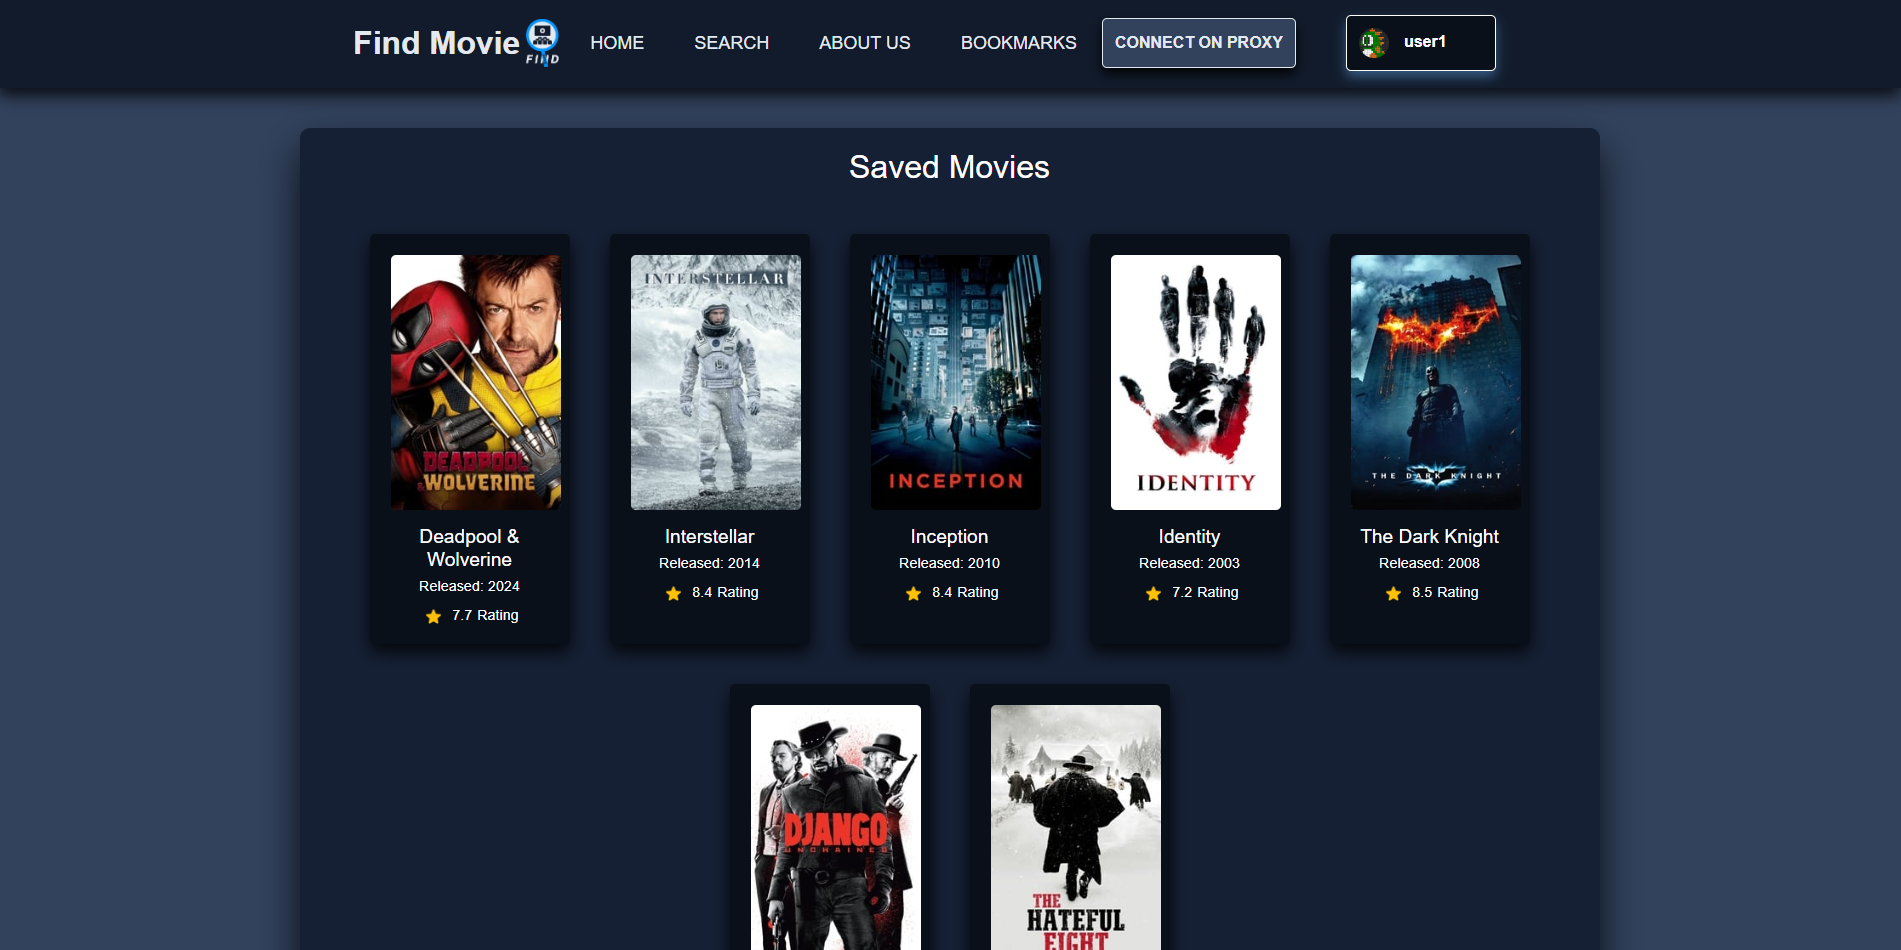 Find Movie
FIND
HOME
SEARCH
ABOUT US
BOOKMARKS
CONNECT ON PROXY
user1
Saved Movies
DEADPOOL
& WOLVERINE
Deadpool &
Wolverine
Released: 2024
7.7 Rating
INTERSTELLAR
Interstellar
Released: 2014
8.4 Rating
INCEPTION
Inception
Released: 2010
8.4 Rating
IDENTITY
Identity
Released: 2003
7.2 Rating
THE DARK KNIGHT
The Dark Knight
Released: 2008
8.5 Rating
DJANGO
UNCHAINED
THE
HATEFUL
EIGHT